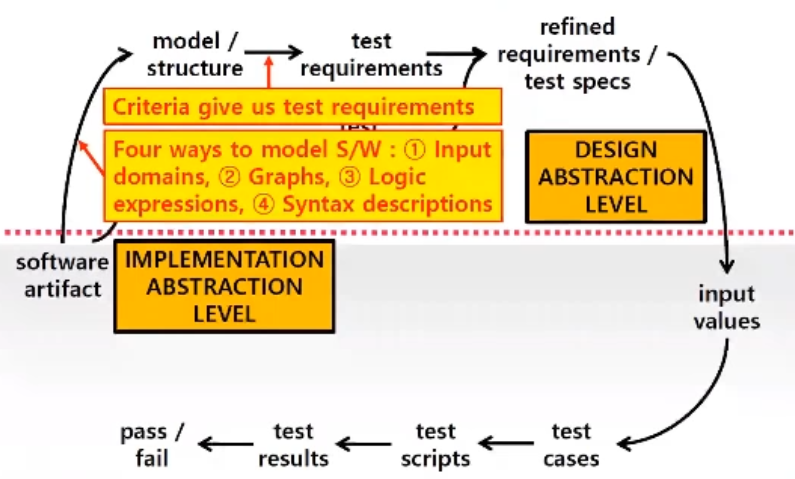 model /
structure
test
requirements
refined
requirements /
test specs
Criteria give us test requirements
Four ways to model S/W : ① Input
domains, ② Graphs, ③ Logic
expressions, ④ Syntax descriptions
DESIGN
ABSTRACTION
LEVEL
software
artifact
IMPLEMENTATION
ABSTRACTION
LEVEL
input
values
pass /
fail
test
results
test
scripts
test
cases